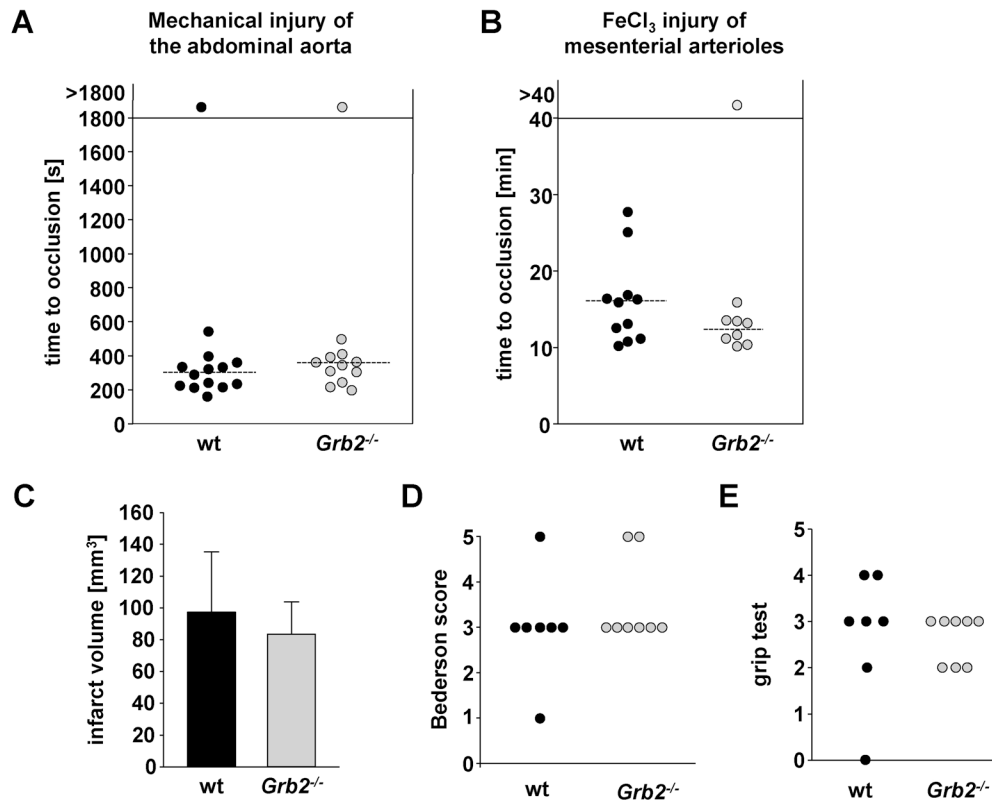 A
Mechanical injury of
the abdominal aorta
time to occlusion [s]
>1800
1800
1600
1400
1200
1000
800
600
400
200
0
wt
Grb2-/-
B
FeCl3 injury of
mesenterial arterioles
time to occlusion [min]
>40
40
30
20
10
0
wt
Grb2-/-
C
infarct volume [mm3]
160
140
120
100
80
60
40
20
0
wt
Grb2-/-
D
Bederson score
5
4
3
2
1
0
wt
Grb2-/-
E
grip test
5
4
3
2
1
0
wt
Grb2-/-